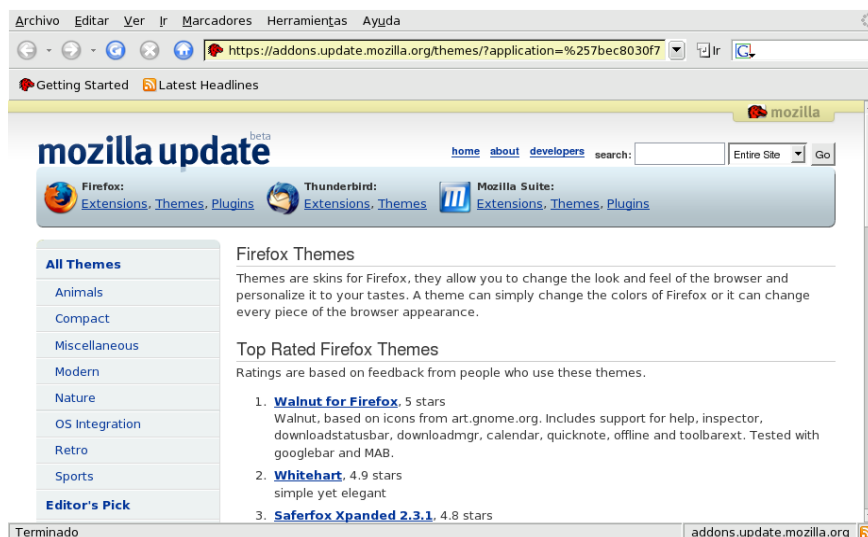 Archivo Editar Ver Ir Marcadores Herramientas Ayuda
https://addons.update.mozilla.org/themes/?application=%257bec8030f7 Ir
Getting Started Latest Headlines
mozilla
mozilla update beta
home about developers search: Entire Site Go
Firefox: Thunderbird: Mozilla Suite:
Extensions, Themes, Plugins Extensions, Themes Extensions, Themes, Plugins
All Themes
Animals
Compact
Miscellaneous
Modern
Nature
OS Integration
Retro
Sports
Editor's Pick
Firefox Themes
Themes are skins for Firefox, they allow you to change the look and feel of the browser and
personalize it to your tastes. A theme can simply change the colors of Firefox or it can change
every piece of the browser appearance.
Top Rated Firefox Themes
Ratings are based on feedback from people who use these themes.
1. Walnut for Firefox, 5 stars
Walnut, based on icons from art.gnome.org. Includes support for help, inspector,
downloadstatusbar, downloadmgr, calendar, quicknote, offline and toolbarext. Tested with
googlebar and MAB.
2. Whitehart, 4.9 stars
simple yet elegant
3. Saferfox Xpanded 2.3.1, 4.8 stars
Terminado addons.update.mozilla.org